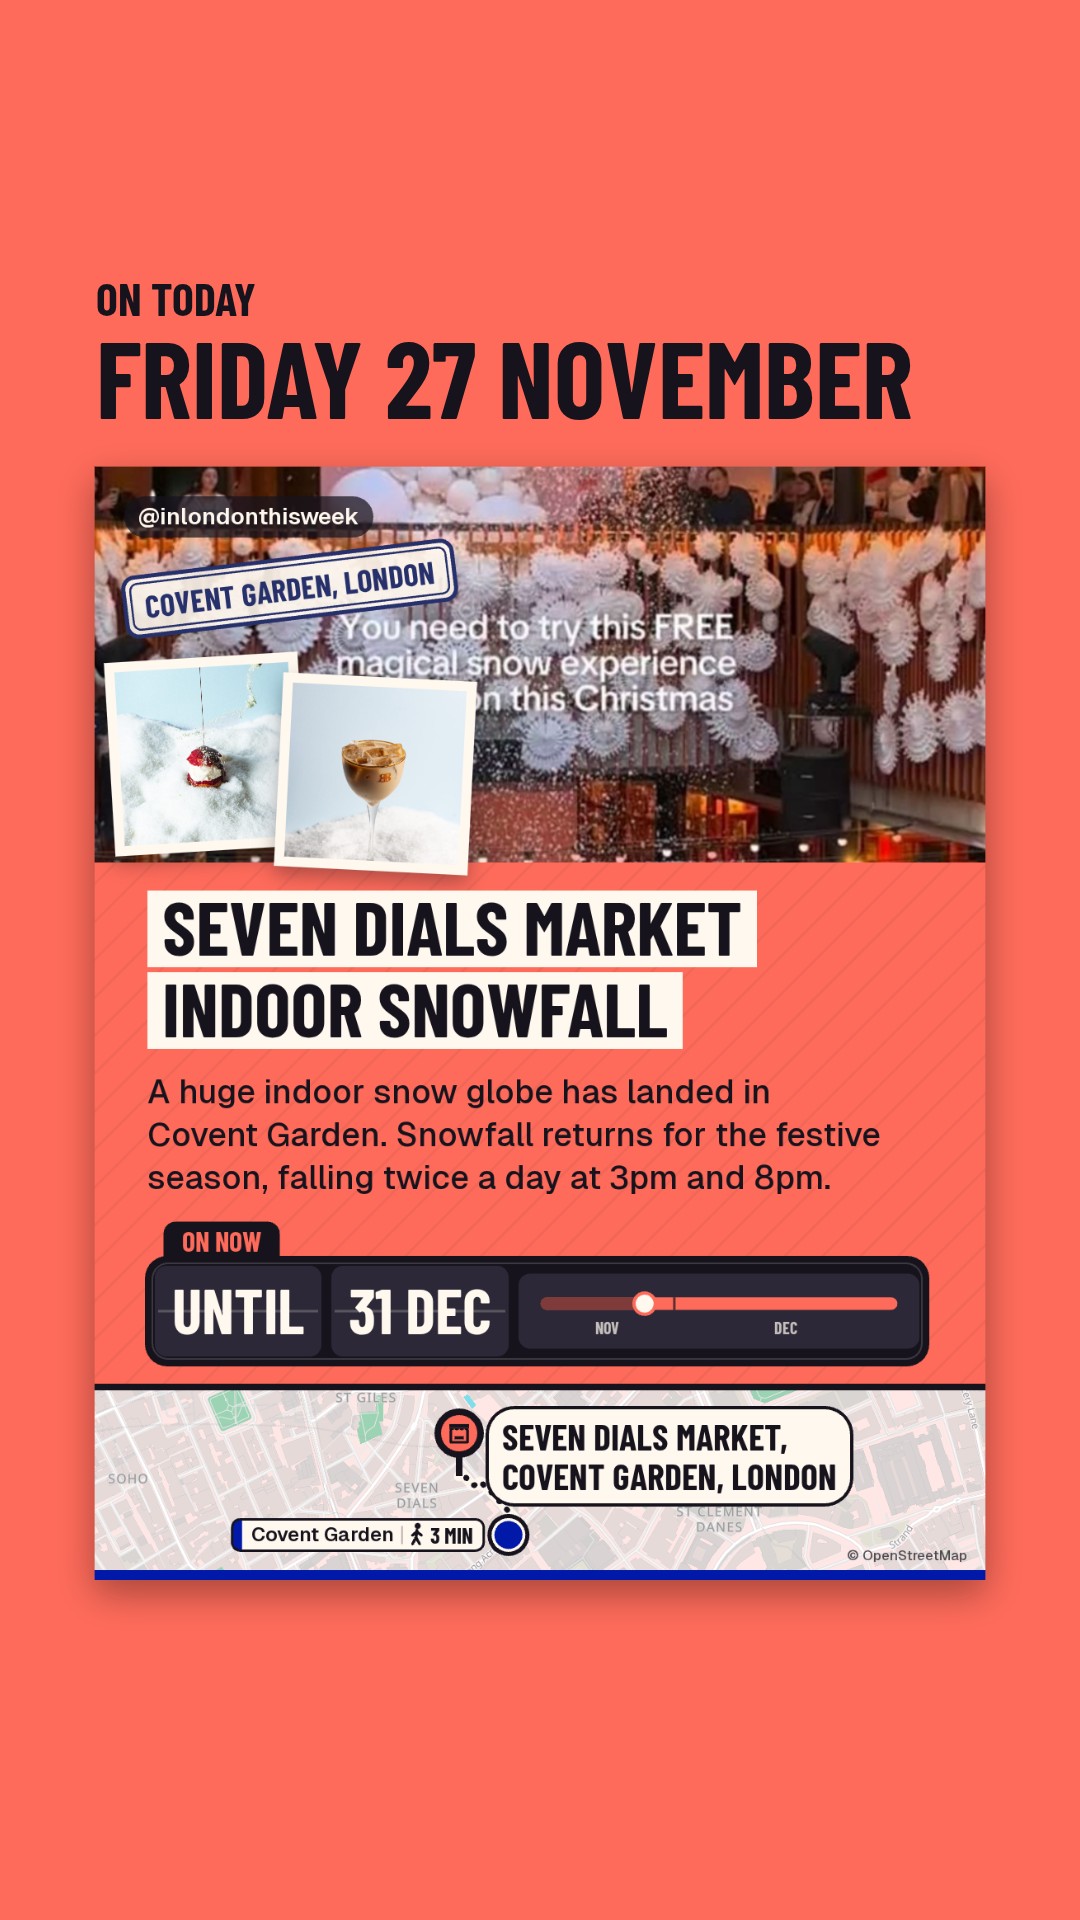 ON TODAY
FRIDAY 27 NOVEMBER
@inlondonthisweek
COVENT GARDEN, LONDON
You need to try this FREE
magical snow experience
on this Christmas
SEVEN DIALS MARKET
INDOOR SNOWFALL
A huge indoor snow globe has landed in
Covent Garden. Snowfall returns for the festive
season, falling twice a day at 3pm and 8pm.
ON NOW
UNTIL 31 DEC
NOV DEC
ST GILES
SEVEN DIALS MARKET,
COVENT GARDEN, LONDON
SOHO
SEVEN
DIALS
ST CLEMENT
DANES
Covent Garden 3 MIN
Strand
© OpenStreetMap